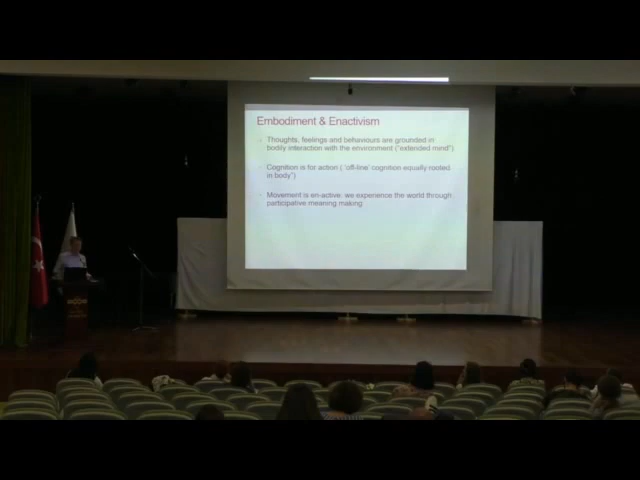 Embodiment & Enactivism
Thoughts, feelings and behaviours are grounded in
bodily interaction with the environment ("extended mind")
Cognition is for action ( 'off-line' cognition equally rooted
in body")
Movement is en-active: we experience the world through
participative meaning making